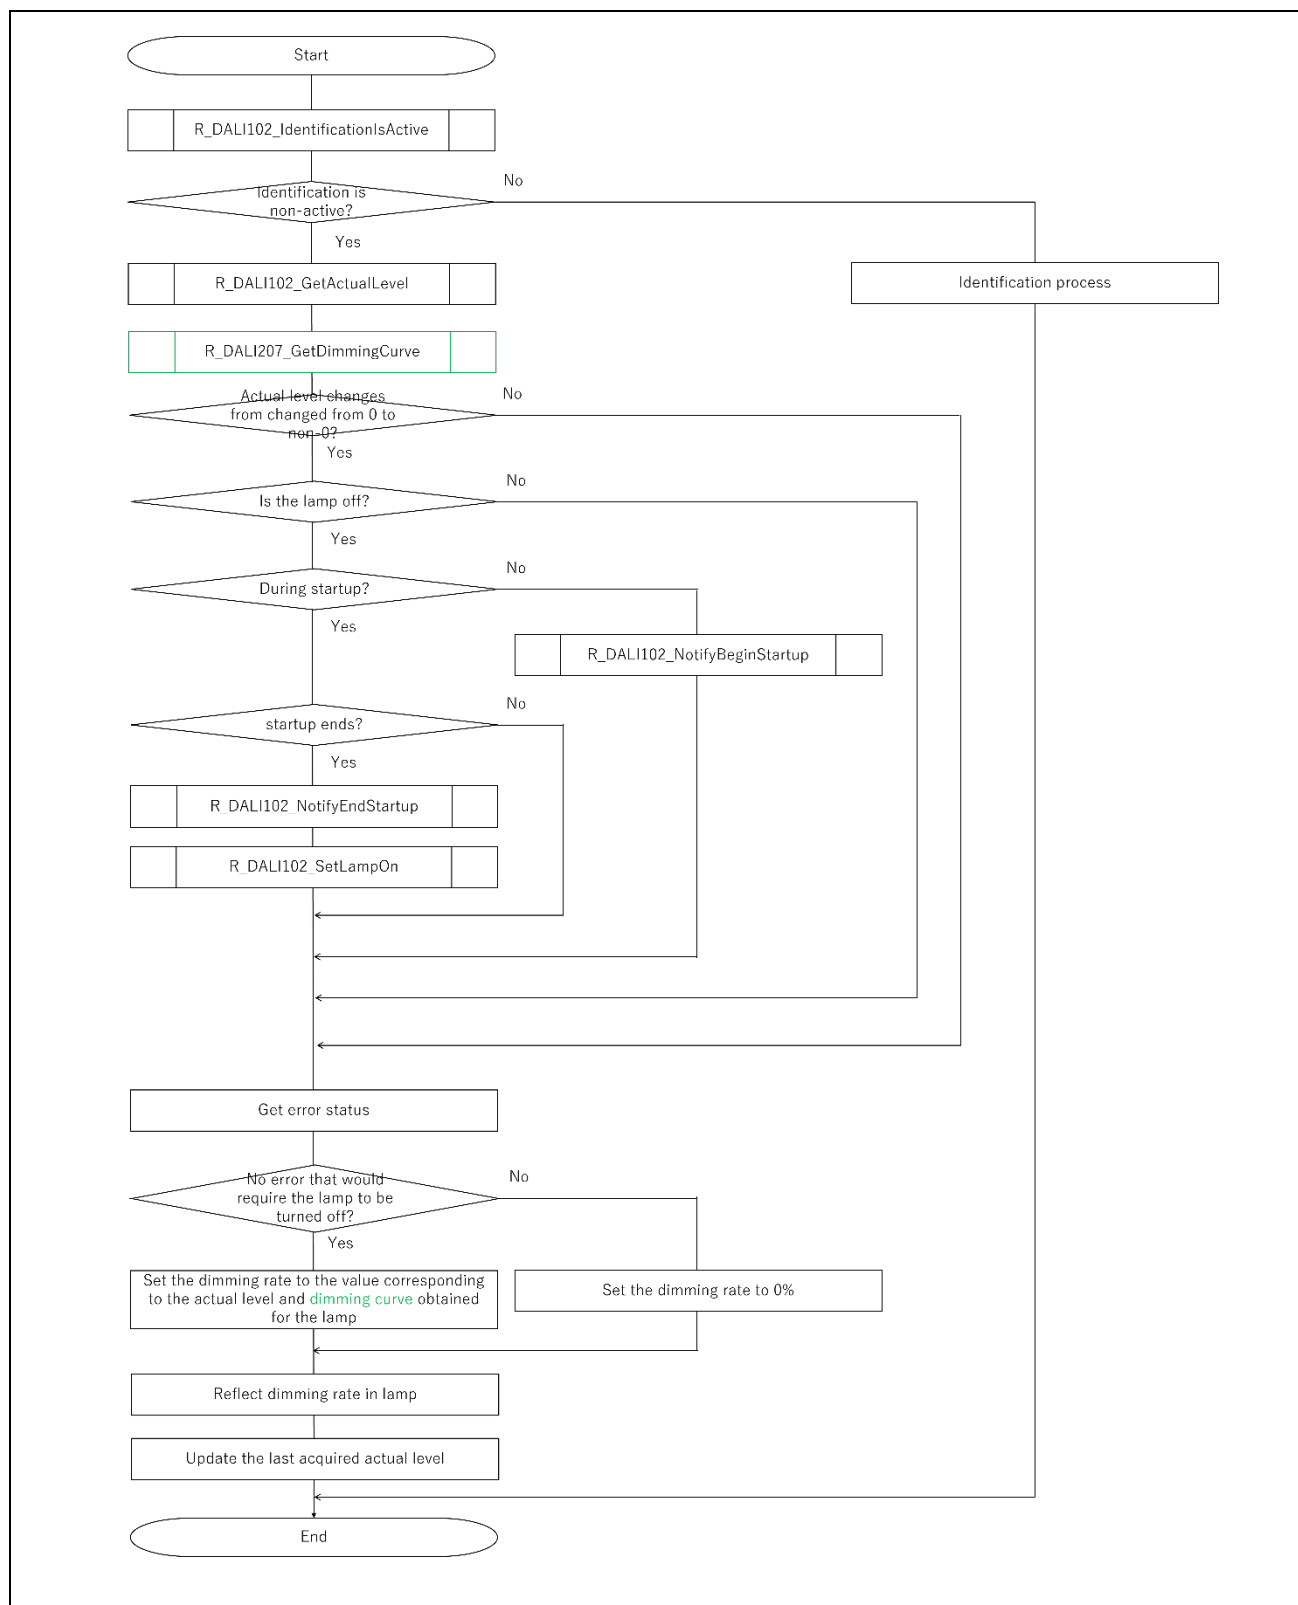 Start
R_DALI102_IdentificationIsActive
Identification is
non-active?
No
Yes
R_DALI102_GetActualLevel
Identification process
R_DALI207_GetDimmingCurve
Actual level changes
from changed from 0 to
non-0?
No
Yes
Is the lamp off?
No
Yes
During startup?
No
Yes
R_DALI102_NotifyBeginStartup
startup ends?
No
Yes
R_DALI102_NotifyEndStartup
R_DALI102_SetLampOn
Get error status
No error that would
require the lamp to be
turned off?
No
Yes
Set the dimming rate to the value corresponding
to the actual level and dimming curve obtained
for the lamp
Set the dimming rate to 0%
Reflect dimming rate in lamp
Update the last acquired actual level
End